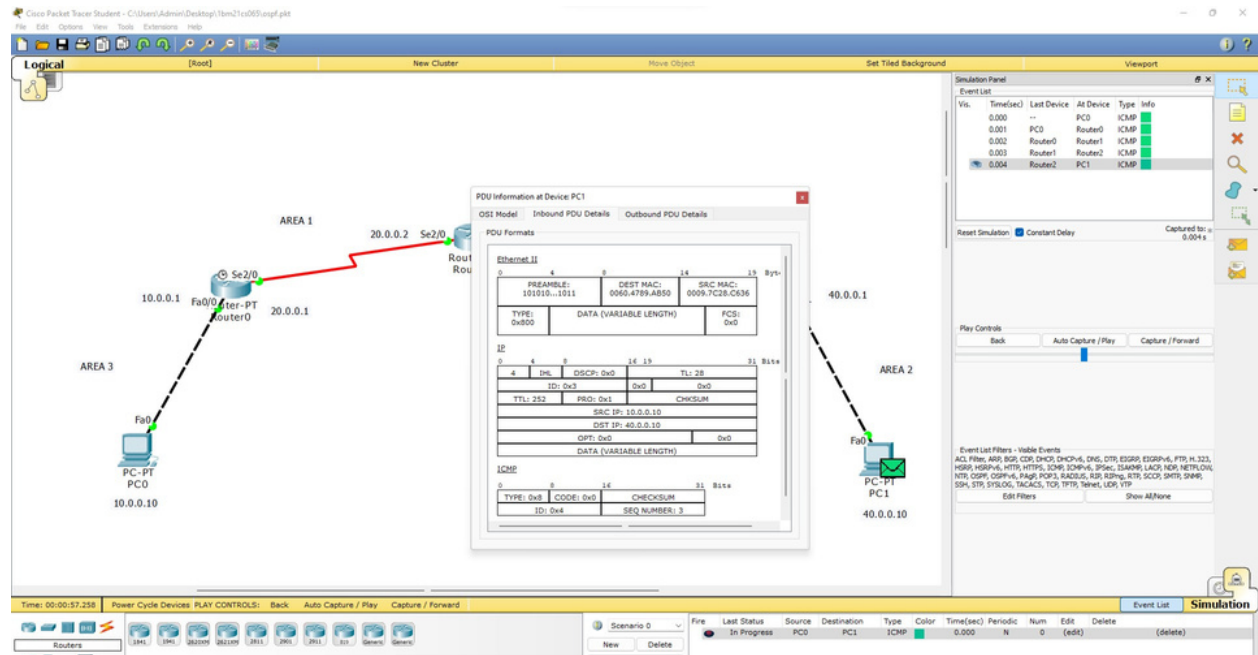 Cisco Packet Tracer Student - C:\Users\Admin\Desktop\1bm21cs065\ospf.pkt
File Edit Options View Tools Extensions Help
Logical [Root] New Cluster Move Object Set Tiled Background Viewport
AREA 1
20.0.0.2 Se2/0
Rout
Rou
Se2/0
10.0.0.1 Fa0/0 uter-PT
Router0
20.0.0.1
AREA 3
Fa0
PC-PT
PC0
10.0.0.10
PDU Information at Device: PC1
OSI Model Inbound PDU Details Outbound PDU Details
PDU Formats
Ethernet II
0 4 8 14 19 Byt
PREAMBLE: DEST MAC: SRC MAC:
101010...1011 0060.4789.AB50 0009.7C28.C636
TYPE: DATA (VARIABLE LENGTH) FCS:
0x800 0x0
IP
0 4 8 16 19 31 Bits
4 IHL DSCP: 0x0 TL: 28
ID: 0x3 0x0 0x0
TTL: 252 PRO: 0x1 CHKSUM
SRC IP: 10.0.0.10
DST IP: 40.0.0.10
OPT: 0x0 0x0
DATA (VARIABLE LENGTH)
ICMP
0 8 16 31 Bits
TYPE: 0x8 CODE: 0x0 CHECKSUM
ID: 0x4 SEQ NUMBER: 3
40.0.0.1
AREA 2
Fa0
PC-PT
PC1
40.0.0.10
Simulation Panel
Event List
Vis. Time(sec) Last Device At Device Type Info
0.000 -- PC0 ICMP
0.001 PC0 Router0 ICMP
0.002 Router0 Router1 ICMP
0.003 Router1 Router2 ICMP
0.004 Router2 PC1 ICMP
Reset Simulation Constant Delay Captured to:
0.004 s
Play Controls
Back Auto Capture / Play Capture / Forward
Event List Filters - Visible Events
ACL Filter, ARP, BGP, CDP, DHCP, DHCPv6, DNS, DTP, EIGRP, EIGRPv6, FTP, H.323,
HSRP, HSRPv6, HTTP, HTTPS, ICMP, ICMPv6, IPSec, ISAKMP, LACP, NDP, NETFLOW,
NTP, OSPF, OSPFv6, PAgP, POP3, RADIUS, RIP, RIPng, RTP, SCCP, SMTP, SNMP,
SSH, STP, SYSLOG, TACACS, TCP, TFTP, Telnet, UDP, VTP
Edit Filters Show All/None
Time: 00:00:57.258 Power Cycle Devices PLAY CONTROLS: Back Auto Capture / Play Capture / Forward Event List Simulation
Routers
1841 1941 2620XM 2621XM 2811 2901 2911 819 Generic Generic
Scenario 0
New Delete
Fire Last Status Source Destination Type Color Time(sec) Periodic Num Edit Delete
In Progress PC0 PC1 ICMP 0.000 N 0 (edit) (delete)